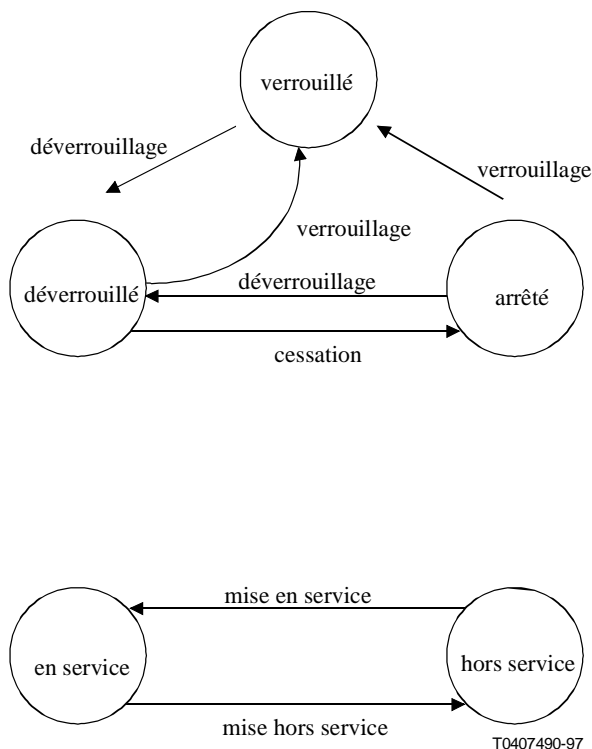 verrouillé
déverrouillage
verrouillage
verrouillage
déverrouillé
déverrouillage
arrêté
cessation
mise en service
en service
hors service
mise hors service
T0407490-97